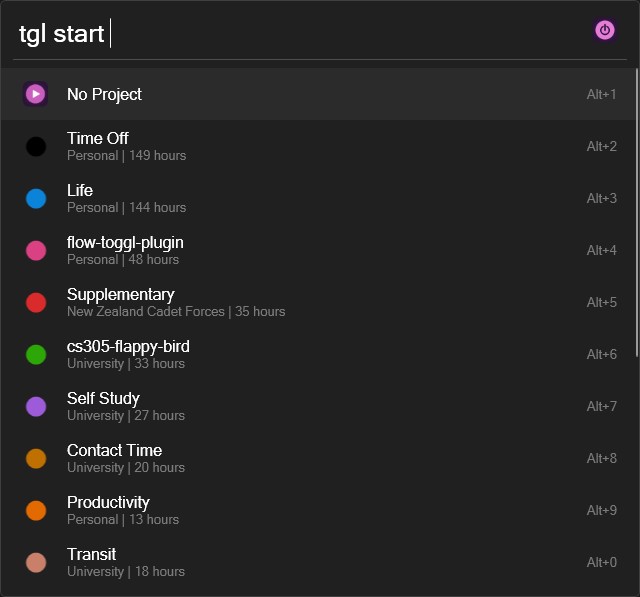 tgl start
No Project
Alt+1
Time Off
Personal | 149 hours
Alt+2
Life
Personal | 144 hours
Alt+3
flow-toggl-plugin
Personal | 48 hours
Alt+4
Supplementary
New Zealand Cadet Forces | 35 hours
Alt+5
cs305-flappy-bird
University | 33 hours
Alt+6
Self Study
University | 27 hours
Alt+7
Contact Time
University | 20 hours
Alt+8
Productivity
Personal | 13 hours
Alt+9
Transit
University | 18 hours
Alt+0